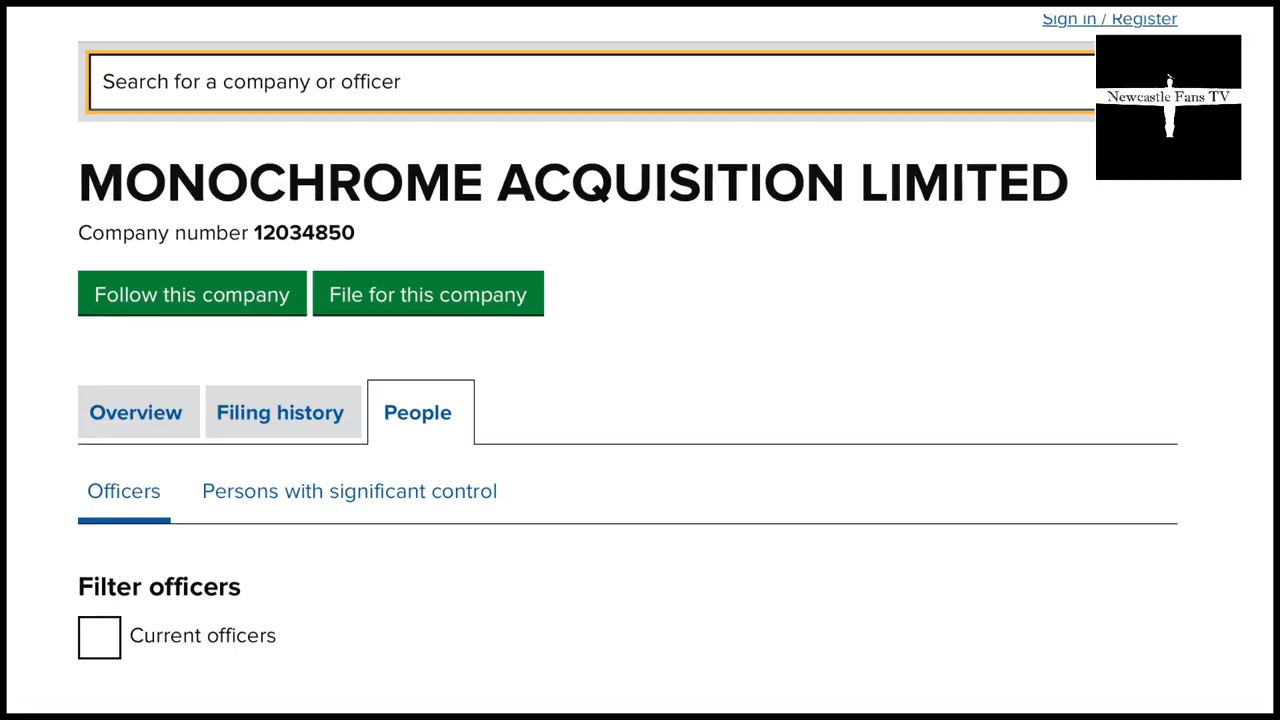 Sign in / Register
Search for a company or officer
Newcastle Fans TV
MONOCHROME ACQUISITION LIMITED
Company number 12034850
Follow this company File for this company
Overview Filing history People
Officers Persons with significant control
Filter officers
Current officers